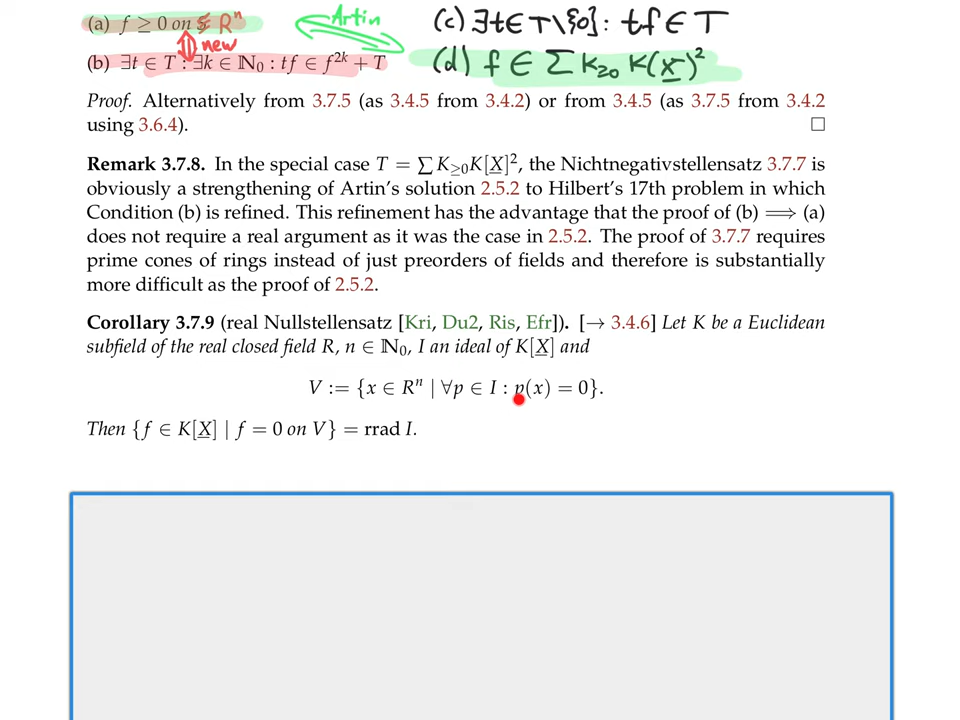 (a) f ≥ 0 on S Rⁿ
Artin
(c) ∃t∈T\{0}: tf∈T
new
(b) ∃t ∈ T : ∃k ∈ ℕ₀ : tf ∈ f²ᵏ + T
(d) f ∈ ∑ K≥0 K(X)²
Proof. Alternatively from 3.7.5 (as 3.4.5 from 3.4.2) or from 3.4.5 (as 3.7.5 from 3.4.2
using 3.6.4). □
Remark 3.7.8. In the special case T = ∑ K≥0K[X]², the Nichtnegativstellensatz 3.7.7 is
obviously a strengthening of Artin's solution 2.5.2 to Hilbert's 17th problem in which
Condition (b) is refined. This refinement has the advantage that the proof of (b) ⟹ (a)
does not require a real argument as it was the case in 2.5.2. The proof of 3.7.7 requires
prime cones of rings instead of just preorders of fields and therefore is substantially
more difficult as the proof of 2.5.2.
Corollary 3.7.9 (real Nullstellensatz [Kri, Du2, Ris, Efr]). [→ 3.4.6] Let K be a Euclidean
subfield of the real closed field R, n ∈ ℕ₀, I an ideal of K[X] and
V := {x ∈ Rⁿ | ∀p ∈ I : p(x) = 0}.
Then {f ∈ K[X] | f = 0 on V} = rrad I.